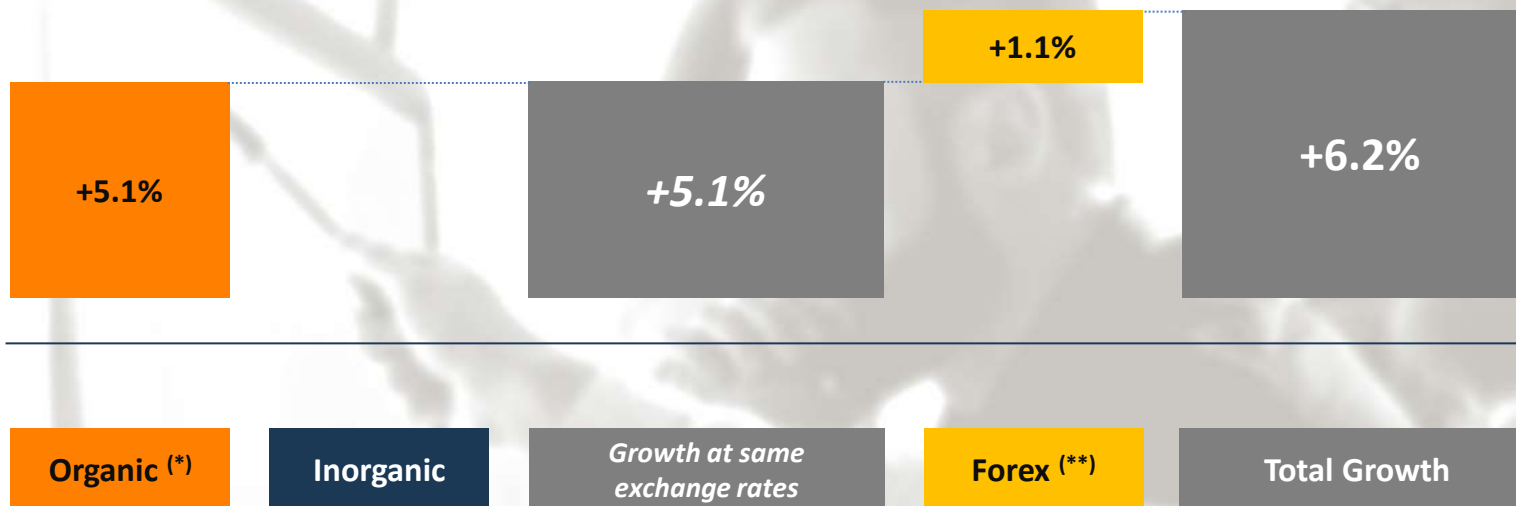 +1.1%
+5.1%
+5.1%
+6.2%
Organic (*)
Inorganic
Growth at same
exchange rates
Forex (**)
Total Growth